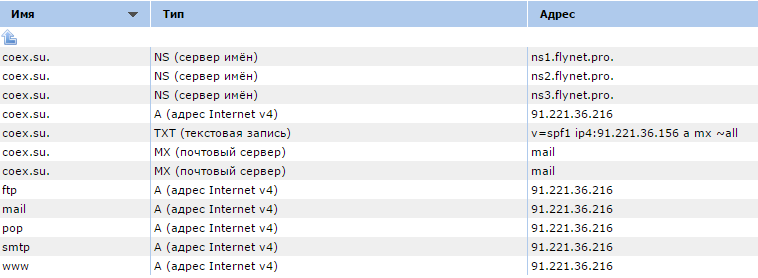 Имя Тип Адрес
coex.su. NS (сервер имён) ns1.flynet.pro.
coex.su. NS (сервер имён) ns2.flynet.pro.
coex.su. NS (сервер имён) ns3.flynet.pro.
coex.su. A (адрес Internet v4) 91.221.36.216
coex.su. TXT (текстовая запись) v=spf1 ip4:91.221.36.156 a mx ~all
coex.su. MX (почтовый сервер) mail
coex.su. MX (почтовый сервер) mail
ftp A (адрес Internet v4) 91.221.36.216
mail A (адрес Internet v4) 91.221.36.216
pop A (адрес Internet v4) 91.221.36.216
smtp A (адрес Internet v4) 91.221.36.216
www A (адрес Internet v4) 91.221.36.216